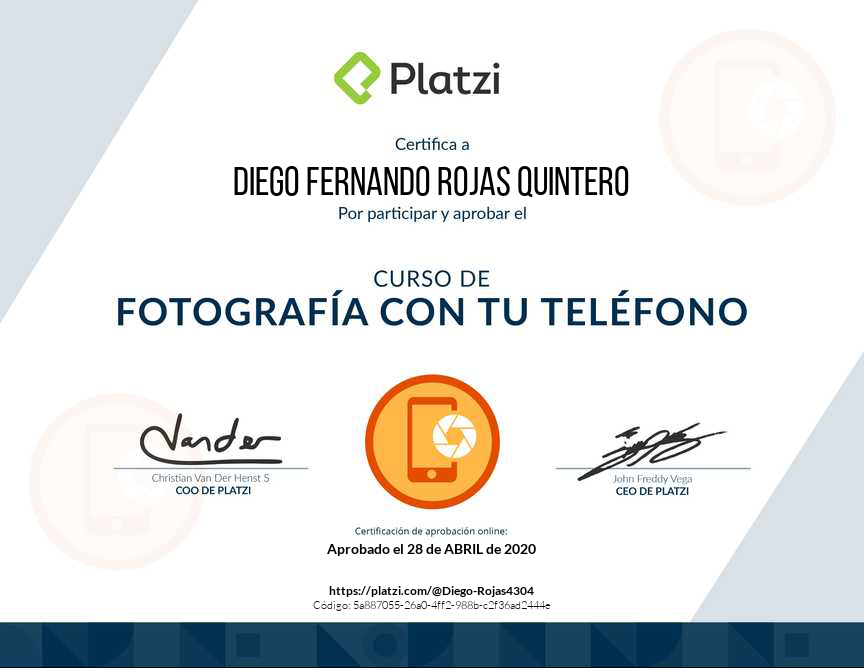 Platzi
Certifica a
DIEGO FERNANDO ROJAS QUINTERO
Por participar y aprobar el
CURSO DE
FOTOGRAFÍA CON TU TELÉFONO
Vander
Christian Van Der Henst S
COO DE PLATZI
John Freddy Vega
CEO DE PLATZI
Certificación de aprobación online:
Aprobado el 28 de ABRIL de 2020
https://platzi.com/@Diego-Rojas4304
Código: 5a887055-26a0-4ff2-988b-c2f36ad2444e